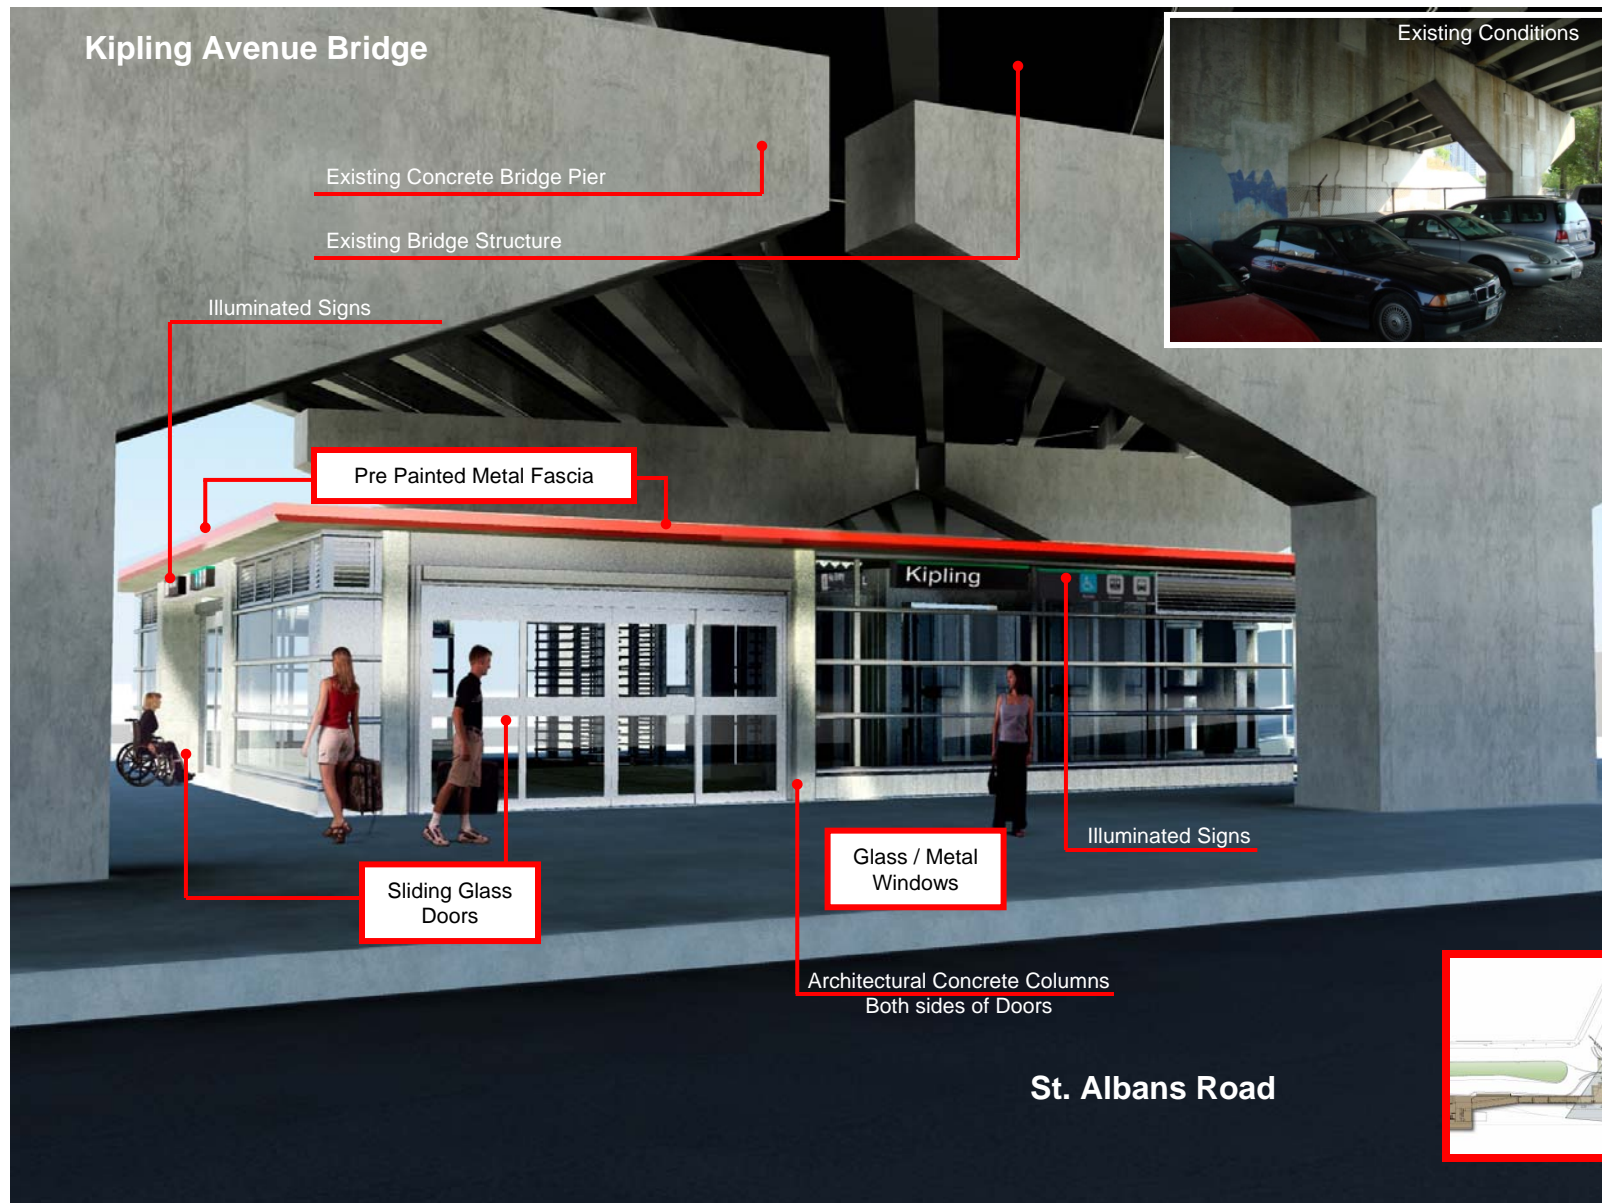 Kipling Avenue Bridge
Existing Conditions
Existing Concrete Bridge Pier
Existing Bridge Structure
Illuminated Signs
Pre Painted Metal Fascia
Kipling
Illuminated Signs
Glass / Metal
Windows
Sliding Glass
Doors
Architectural Concrete Columns
Both sides of Doors
St. Albans Road